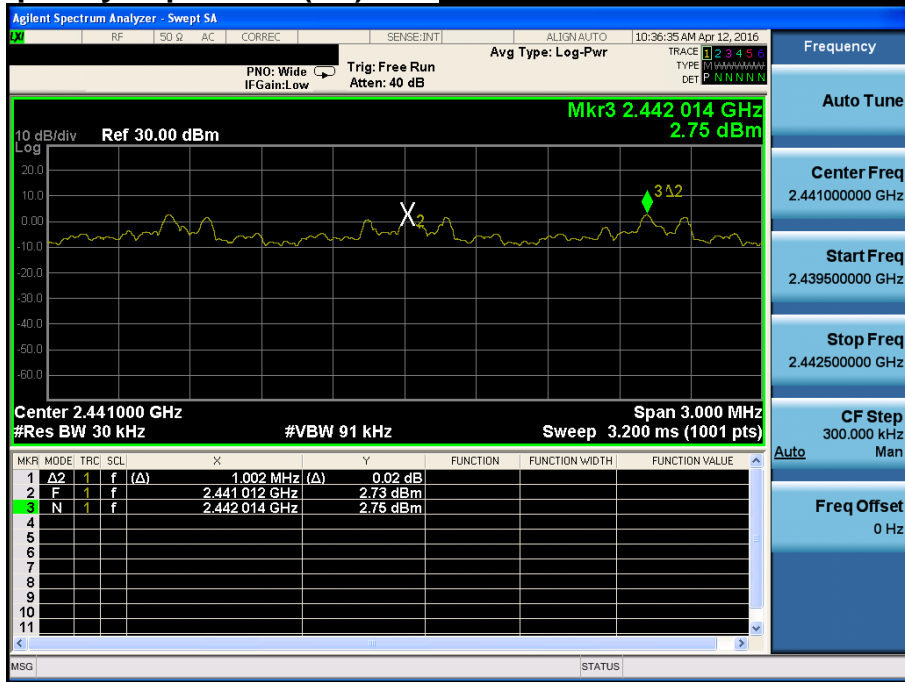 Agilent Spectrum Analyzer - Swept SA
LXI RF 50 Ω AC CORREC SENSE:INT ALIGNAUTO 10:36:35 AM Apr 12, 2016
Avg Type: Log-Pwr
TRACE 1 2 3 4 5 6
TYPE
DET P N N N N N
PNO: Wide
IFGain:Low
Trig: Free Run
Atten: 40 dB
Mkr3 2.442 014 GHz
2.75 dBm
10 dB/div Ref 30.00 dBm
Log
20.0
10.0
0.00
-10.0
-20.0
-30.0
-40.0
-50.0
-60.0
X2
3Δ2
Center 2.441000 GHz Span 3.000 MHz
#Res BW 30 kHz #VBW 91 kHz Sweep 3.200 ms (1001 pts)
MKR MODE TRC SCL X Y FUNCTION FUNCTION WIDTH FUNCTION VALUE
1 Δ2 1 f (Δ) 1.002 MHz (Δ) 0.02 dB
2 F 1 f 2.441 012 GHz 2.73 dBm
3 N 1 f 2.442 014 GHz 2.75 dBm
4
5
6
7
8
9
10
11
MSG STATUS
Frequency
Auto Tune
Center Freq
2.441000000 GHz
Start Freq
2.439500000 GHz
Stop Freq
2.442500000 GHz
CF Step
300.000 kHz
Auto Man
Freq Offset
0 Hz